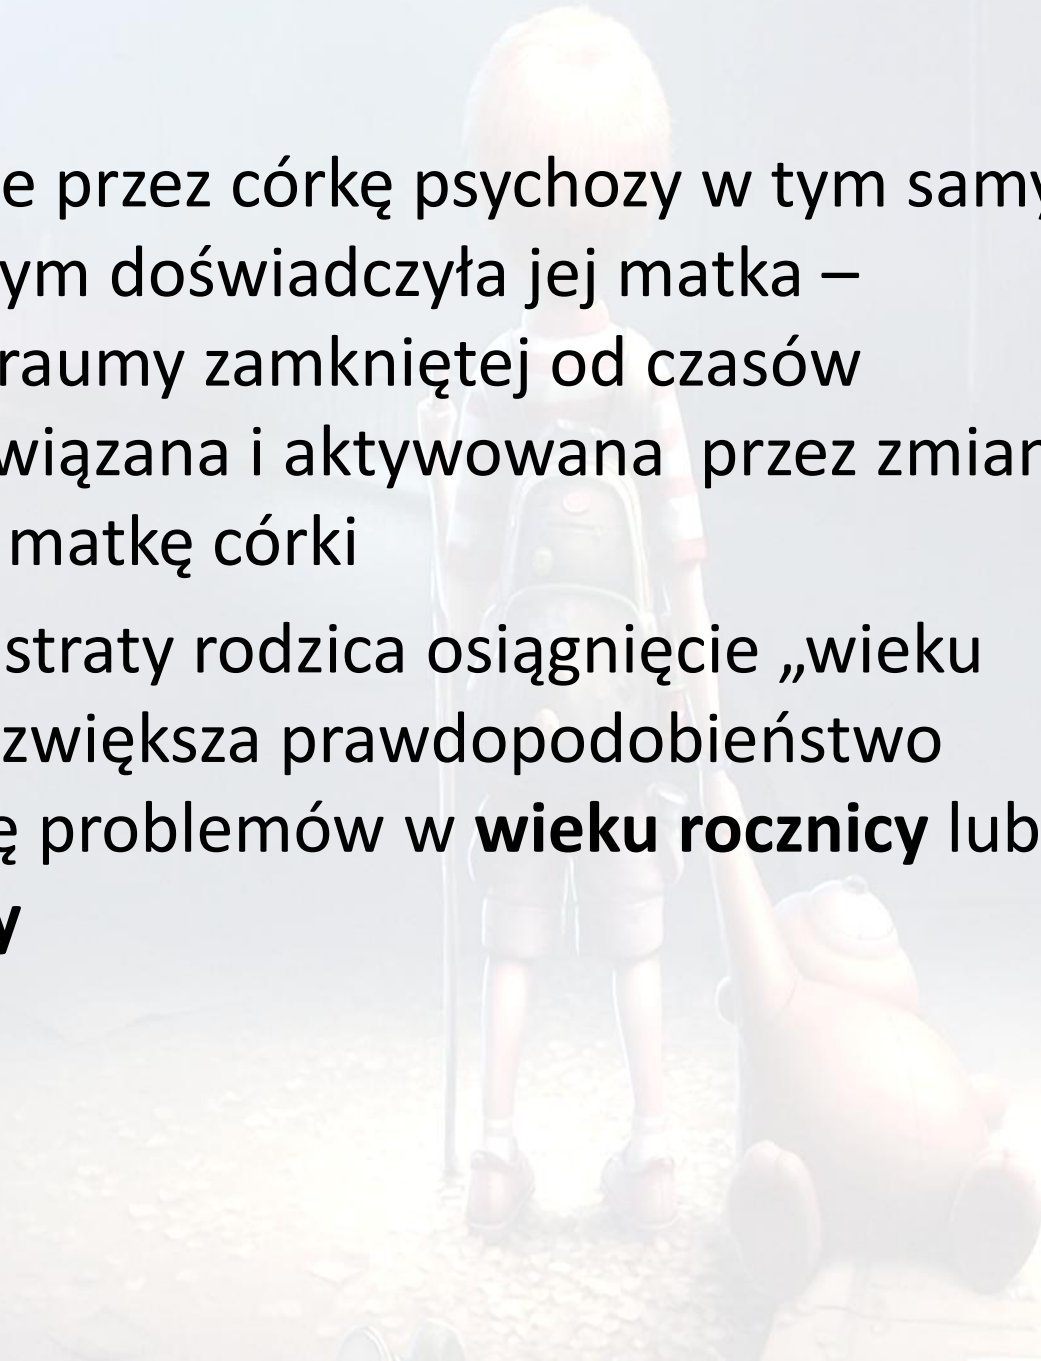 e przez córkę psychozy w tym samy
ym doświadczyła jej matka –
raumy zamkniętej od czasów
wiązana i aktywowana  przez zmian
matkę córki
straty rodzica osiągnięcie „wieku
zwiększa prawdopodobieństwo
ę problemów w wieku rocznicy lub
y